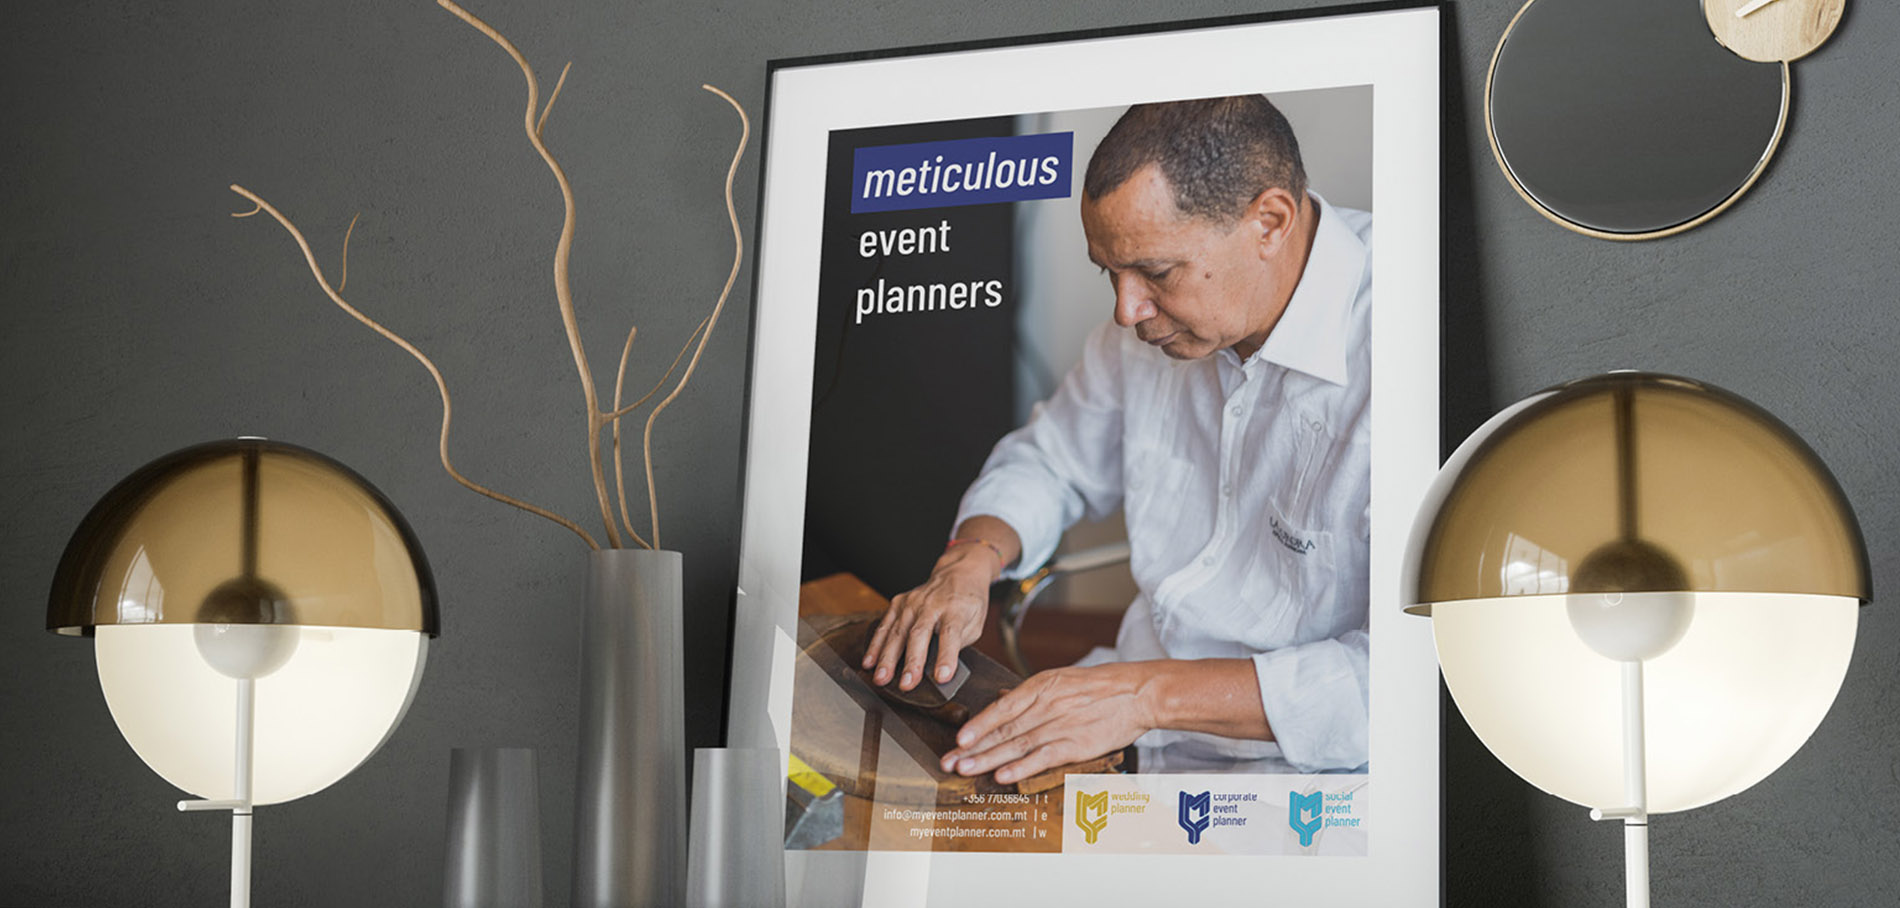 meticulous
event
planners
+356 77036645 | t
info@myeventplanner.com.mt | e
myeventplanner.com.mt | w
wedding
planner
corporate
event
planner
social
event
planner